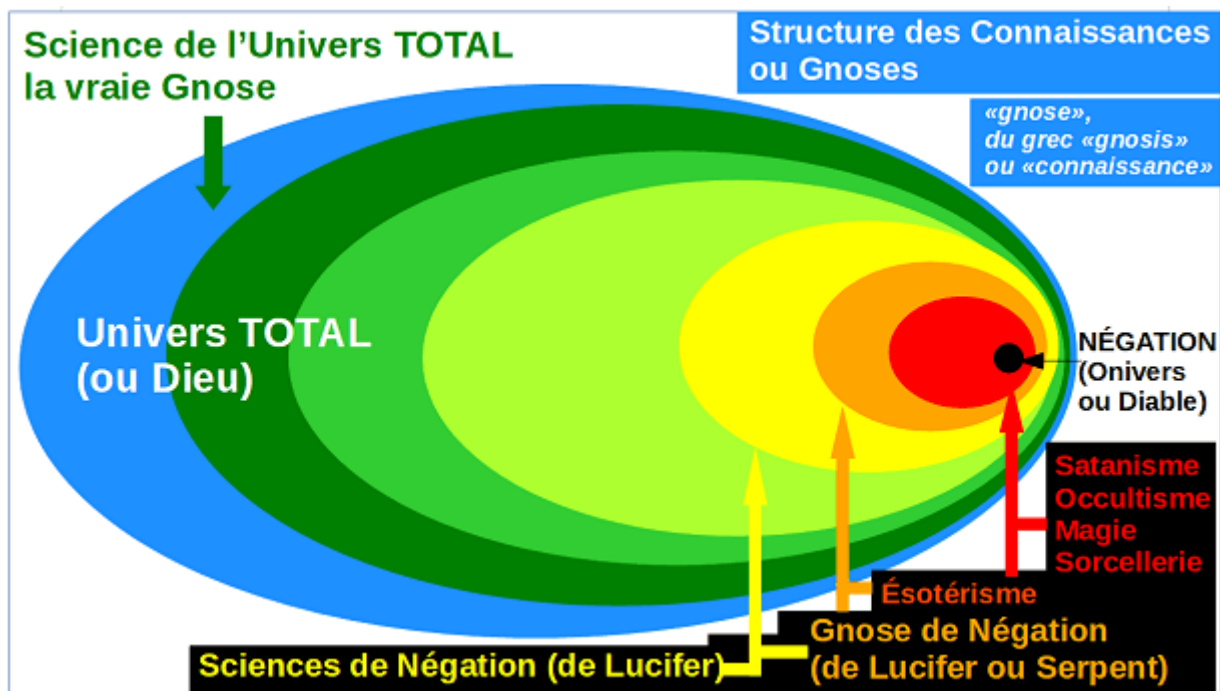 Science de l’Univers TOTAL
la vraie Gnose
Structure des Connaissances
ou Gnoses
«gnose»,
du grec «gnosis»
ou «connaissance»
Univers TOTAL
(ou Dieu)
NÉGATION
(Onivers
ou Diable)
Satanisme
Occultisme
Magie
Sorcellerie
Ésotérisme
Gnose de Négation
(de Lucifer ou Serpent)
Sciences de Négation (de Lucifer)